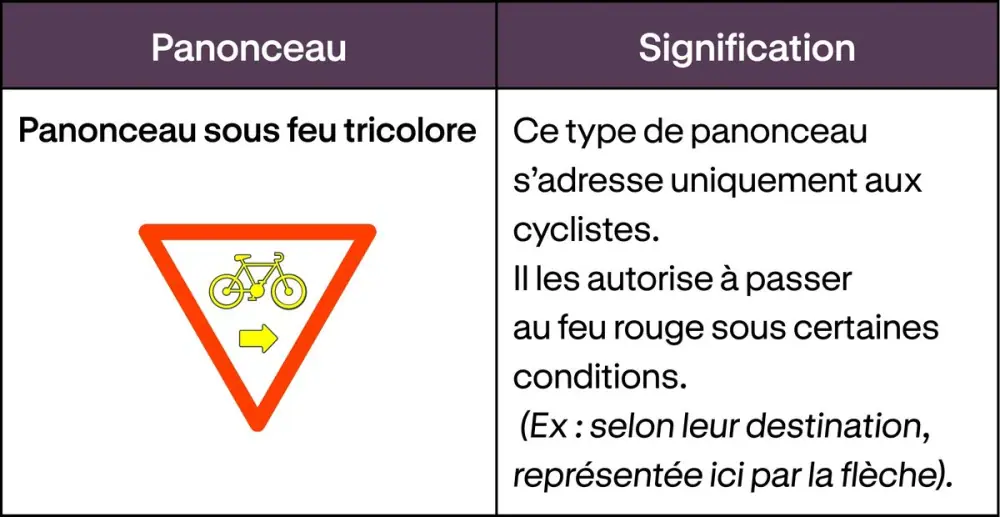 Panonceau
Signification
Panonceau sous feu tricolore
Ce type de panonceau
s’adresse uniquement aux
cyclistes.
Il les autorise à passer
au feu rouge sous certaines
conditions.
(Ex : selon leur destination,
représentée ici par la flèche).